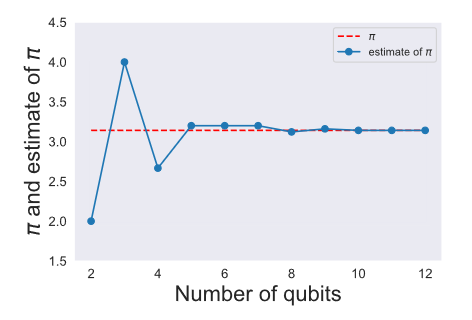 4.5
4.0
3.5
3.0
2.5
2.0
1.5
2 4 6 8 10 12
π and estimate of π
Number of qubits
π
estimate of π